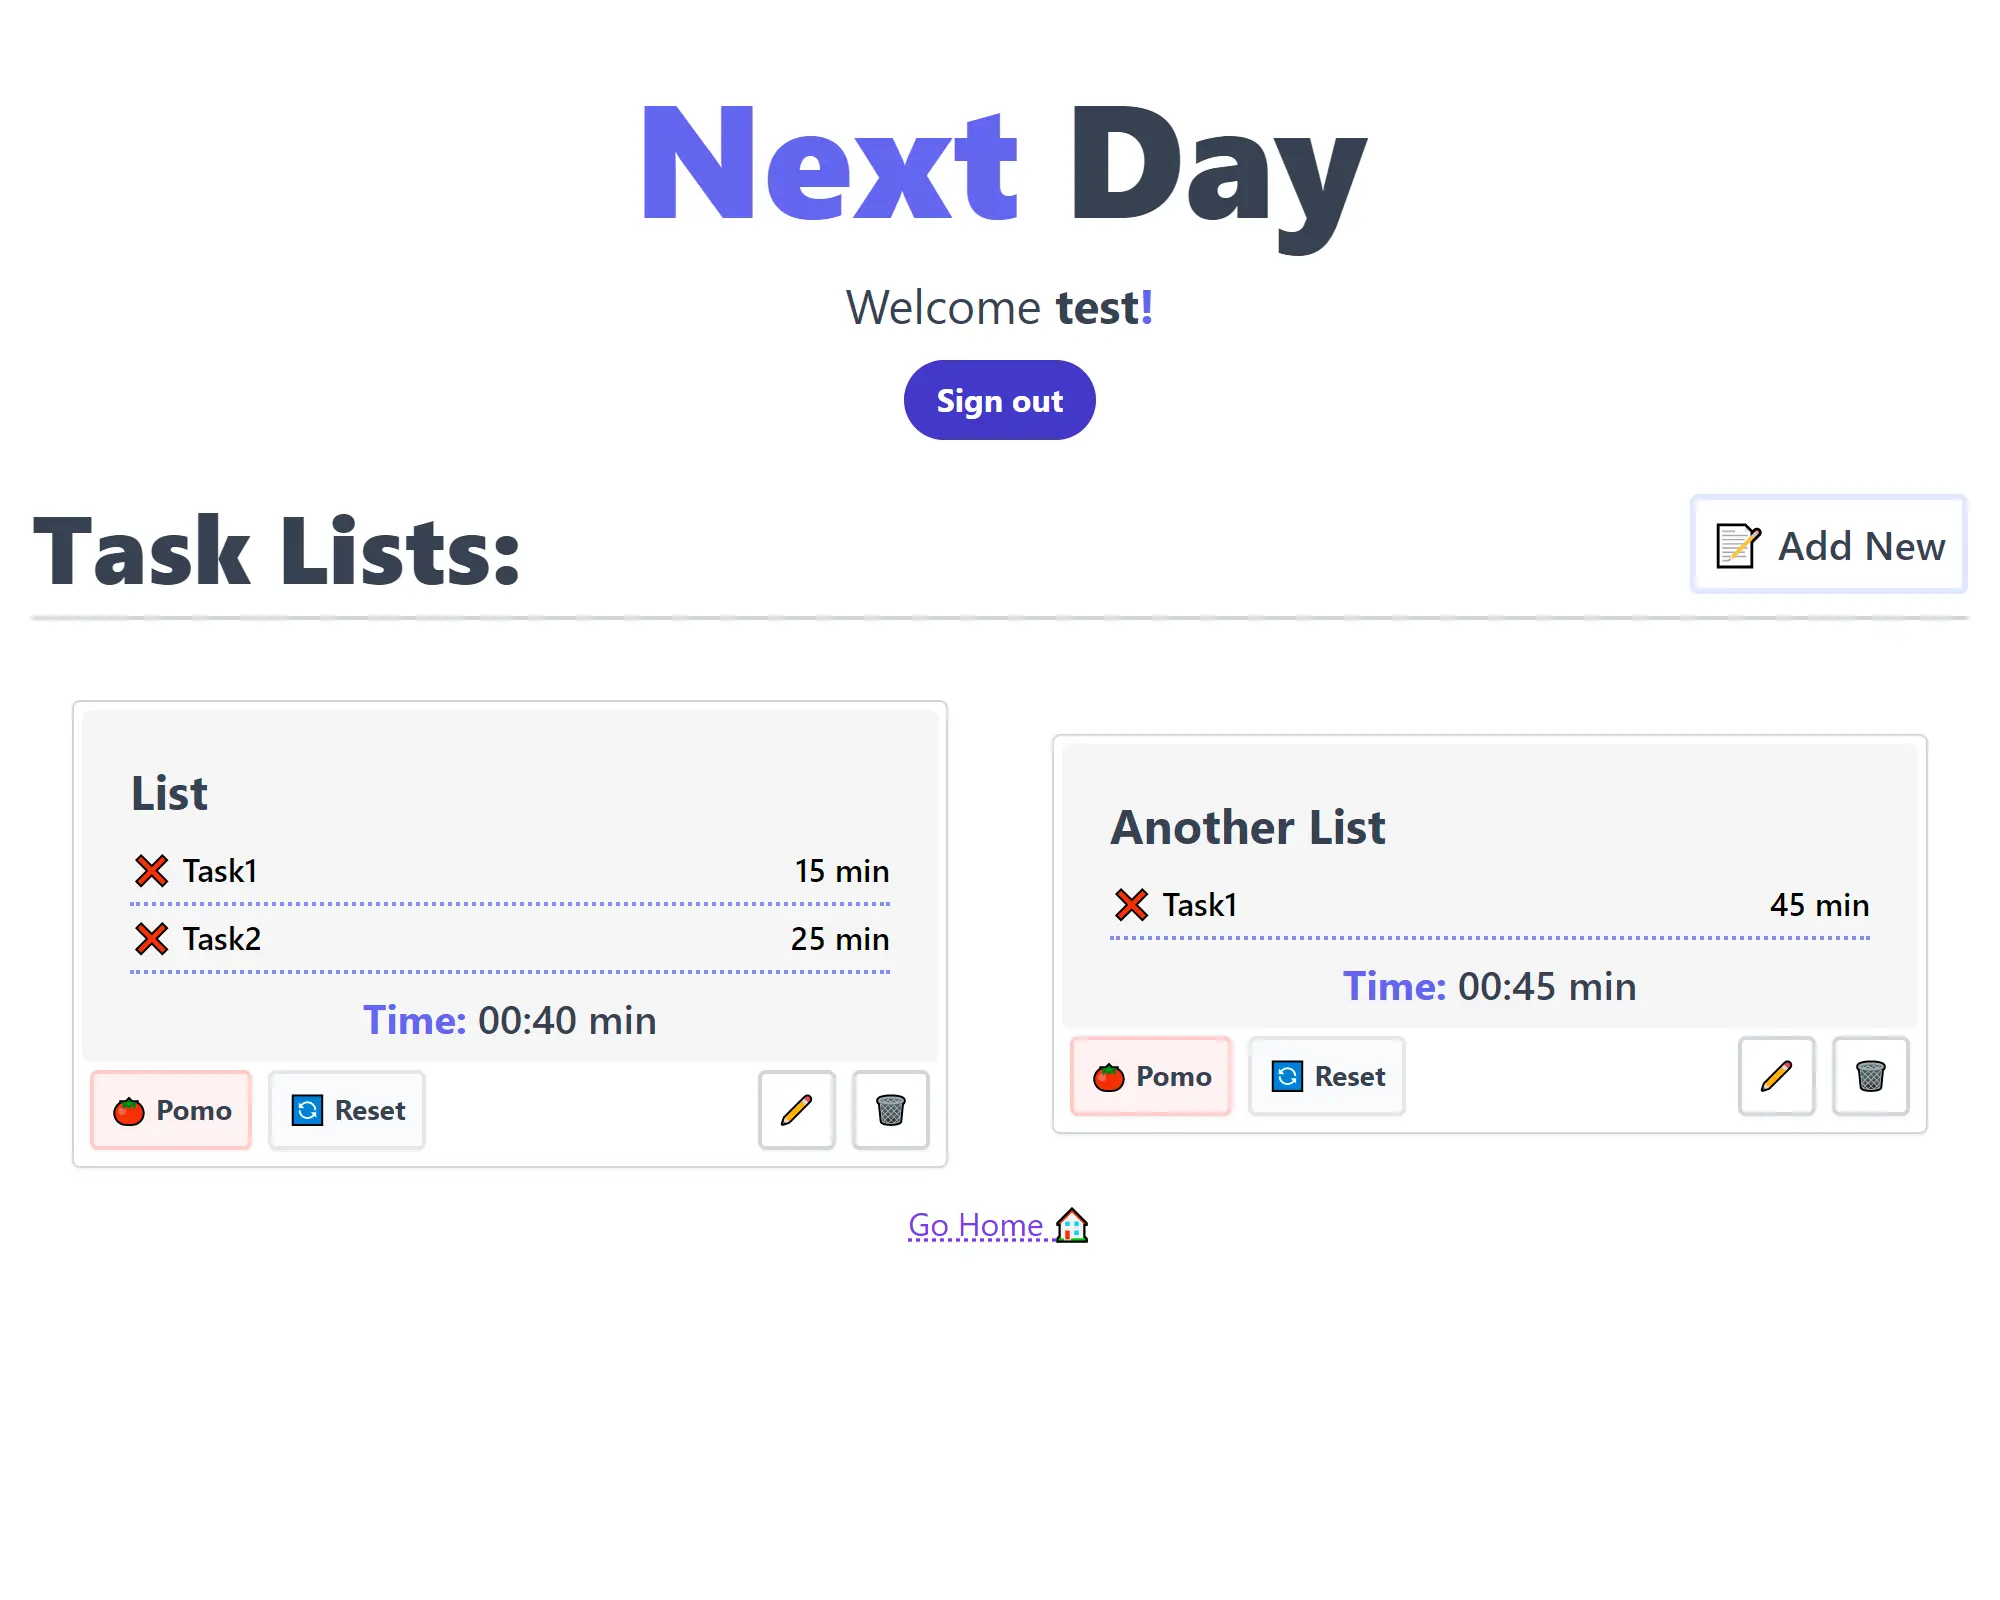 Next Day
Welcome test!
Sign out
Task Lists:
Add New
List
Task1 15 min
Task2 25 min
Time: 00:40 min
Pomo Reset
Another List
Task1 45 min
Time: 00:45 min
Pomo Reset
Go Home